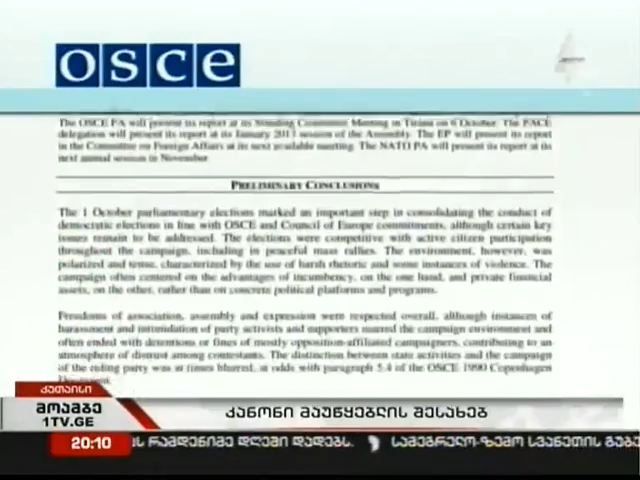 osce
The OSCE PA will present its report at its Standing Committee Meeting in Tirana on 6 October. The PACE
delegation will present its report at its January 2013 session of the Assembly. The EP will present its report
in the Committee on Foreign Affairs at its next available meeting. The NATO PA will present its report at its
next annual session in November.
PRELIMINARY CONCLUSIONS
The 1 October parliamentary elections marked an important step in consolidating the conduct of
democratic elections in line with OSCE and Council of Europe commitments, although certain key
issues remain to be addressed. The elections were competitive with active citizen participation
throughout the campaign, including in peaceful mass rallies. The environment, however, was
polarized and tense, characterized by the use of harsh rhetoric and some instances of violence. The
campaign often centered on the advantages of incumbency, on the one hand, and private financial
assets, on the other, rather than on concrete political platforms and programs.
Freedoms of association, assembly and expression were respected overall, although instances of
harassment and intimidation of party activists and supporters marred the campaign environment and
often ended with detentions or fines of mostly opposition-affiliated campaigners, contributing to an
atmosphere of distrust among contestants. The distinction between state activities and the campaign
of the ruling party was at times blurred, at odds with paragraph 5.4 of the OSCE 1990 Copenhagen
Document.
ქუთაისი
მოამბე
1TV.GE
კანონი მაუწყებლის შესახებ
20:10
ს რამდენიმე დღეში დადებს. სამეგრელო-ზემო სვანეთის გუბე